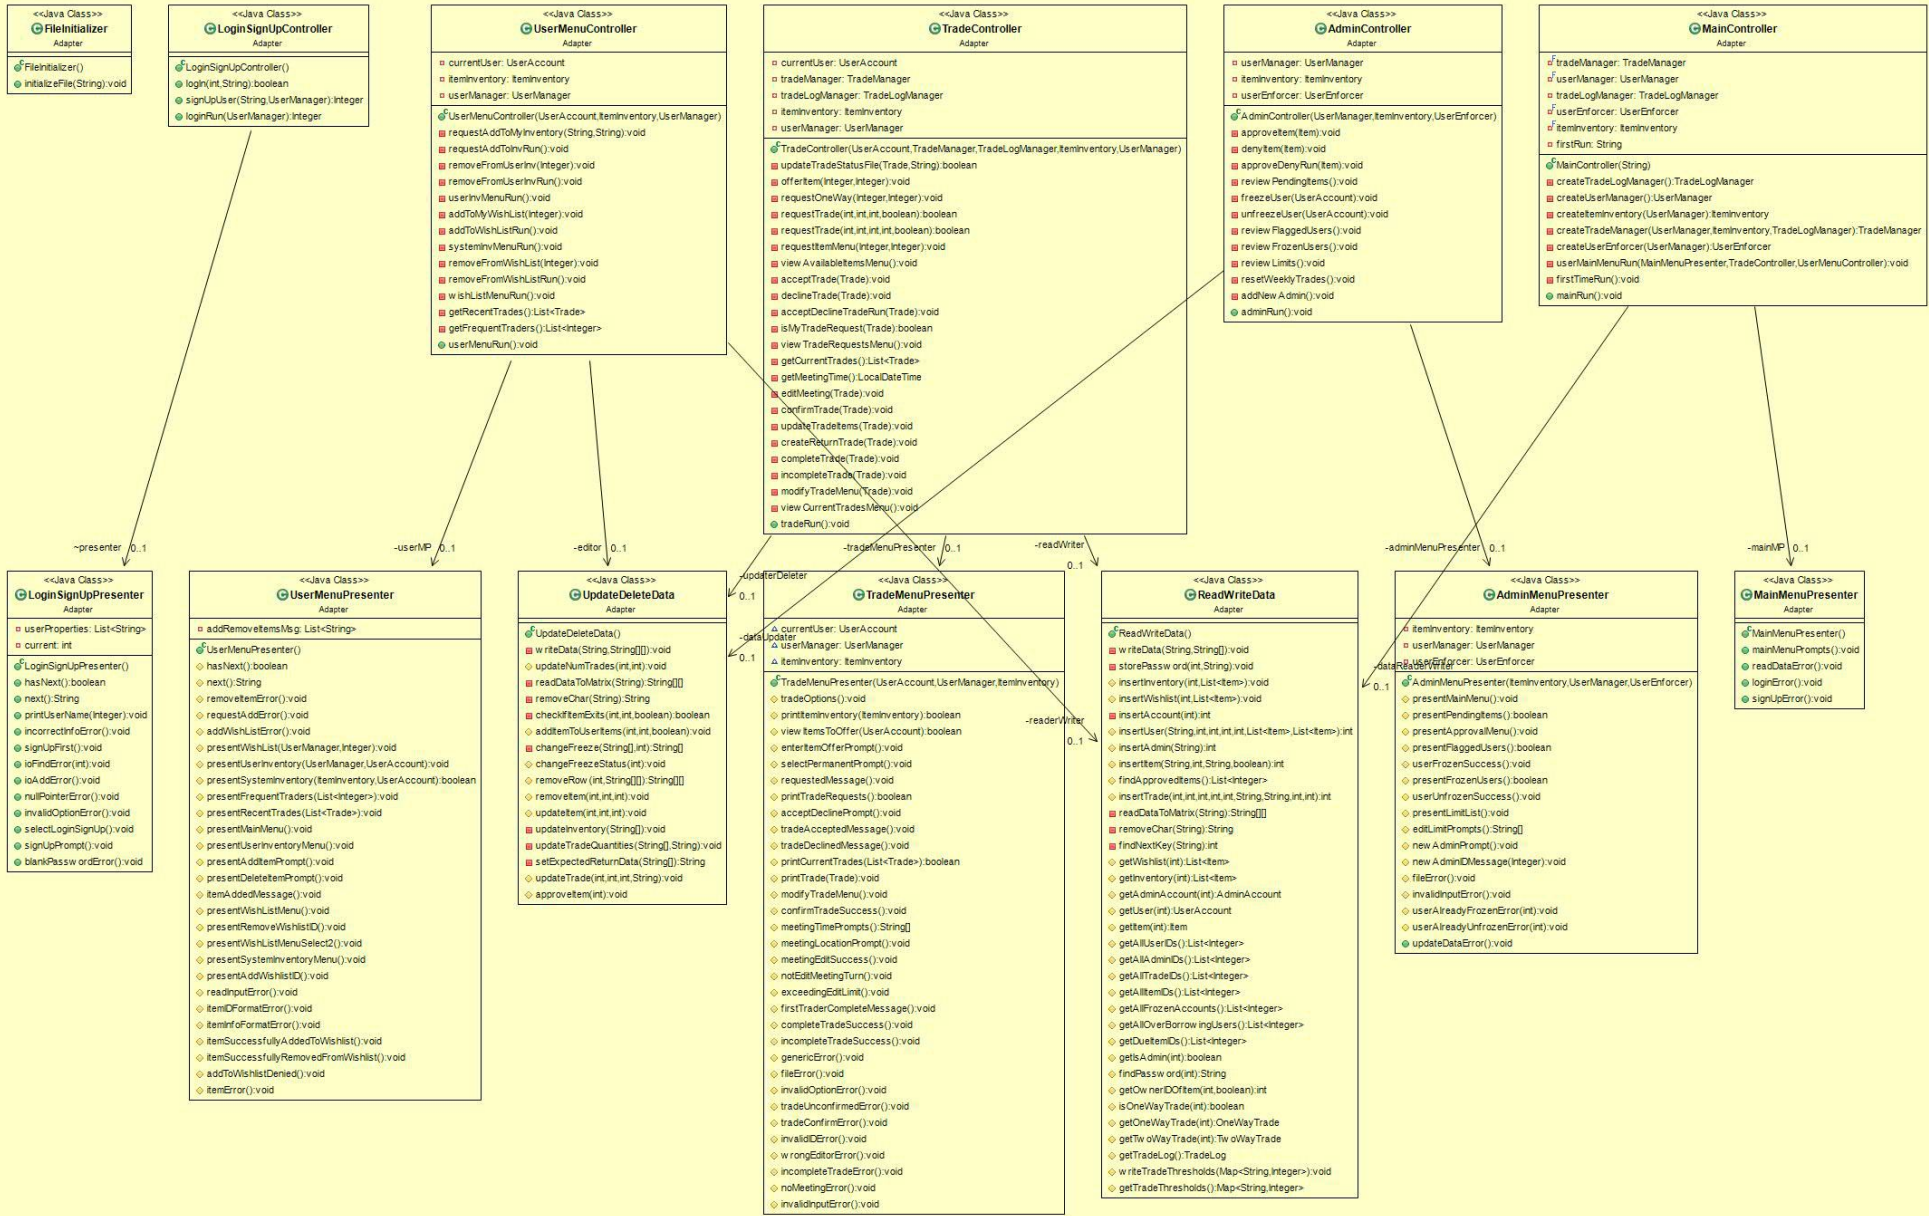 <<Java Class>>
FileInitializer
Adapter
FileInitializer()
initializeFile(String):void
<<Java Class>>
LoginSignUpController
Adapter
LoginSignUpController()
logIn(int,String):boolean
signUpUser(String,UserManager):Integer
loginRun(UserManager):Integer
<<Java Class>>
UserMenuController
Adapter
currentUser: UserAccount
itemInventory: ItemInventory
userManager: UserManager
UserMenuController(UserAccount,ItemInventory,UserManager)
requestAddToMyInventory(String,String):void
requestAddToInvRun():void
removeFromUserInv(Integer):void
removeFromUserInvRun():void
userInvMenuRun():void
addToMyWishList(Integer):void
addToWishListRun():void
systemInvMenuRun():void
removeFromWishList(Integer):void
removeFromWishListRun():void
wishListMenuRun():void
getRecentTrades():List<Trade>
getFrequentTraders():List<Integer>
userMenuRun():void
<<Java Class>>
TradeController
Adapter
currentUser: UserAccount
tradeManager: TradeManager
tradeLogManager: TradeLogManager
itemInventory: ItemInventory
userManager: UserManager
TradeController(UserAccount,TradeManager,TradeLogManager,ItemInventory,UserManager)
updateTradeStatusFile(Trade,String):boolean
offerItem(Integer,Integer):void
requestOneWay(Integer,Integer):void
requestTrade(int,int,int,boolean):boolean
requestTrade(int,int,int,int,boolean):boolean
requestItemMenu(Integer,Integer):void
viewAvailableItemsMenu():void
acceptTrade(Trade):void
declineTrade(Trade):void
acceptDeclineTradeRun(Trade):void
isMyTradeRequest(Trade):boolean
viewTradeRequestsMenu():void
getCurrentTrades():List<Trade>
getMeetingTime():LocalDateTime
editMeeting(Trade):void
confirmTrade(Trade):void
updateTradeItems(Trade):void
createReturnTrade(Trade):void
completeTrade(Trade):void
incompleteTrade(Trade):void
modifyTradeMenu(Trade):void
viewCurrentTradesMenu():void
tradeRun():void
<<Java Class>>
AdminController
Adapter
userManager: UserManager
itemInventory: ItemInventory
userEnforcer: UserEnforcer
AdminController(UserManager,ItemInventory,UserEnforcer)
approveItem(Item):void
denyItem(Item):void
approveDenyRun(Item):void
reviewPendingItems():void
freezeUser(UserAccount):void
unfreezeUser(UserAccount):void
reviewFlaggedUsers():void
reviewFrozenUsers():void
reviewLimits():void
resetWeeklyTrades():void
addNewAdmin():void
adminRun():void
<<Java Class>>
MainController
Adapter
tradeManager: TradeManager
userManager: UserManager
tradeLogManager: TradeLogManager
userEnforcer: UserEnforcer
itemInventory: ItemInventory
firstRun: String
MainController(String)
createTradeLogManager():TradeLogManager
createUserManager():UserManager
createItemInventory(UserManager):ItemInventory
createTradeManager(UserManager,ItemInventory,TradeLogManager):TradeManager
createUserEnforcer(UserManager):UserEnforcer
userMainMenuRun(MainMenuPresenter,TradeController,UserMenuController):void
firstTimeRun():void
mainRun():void
~presenter 0..1
-userMP 0..1
-editor 0..1
-updaterDeleter
0..1
-dataUpdater
0..1
-tradeMenuPresenter 0..1
-readWriter
0..1
-readerWriter
0..1
-adminMenuPresenter 0..1
-dataReaderWriter
0..1
-mainMP 0..1
<<Java Class>>
LoginSignUpPresenter
Adapter
userProperties: List<String>
current: int
LoginSignUpPresenter()
hasNext():boolean
next():String
printUserName(Integer):void
incorrectInfoError():void
signUpFirst():void
ioFindError(int):void
ioAddError():void
nullPointerError():void
invalidOptionError():void
selectLoginSignUp():void
signUpPrompt():void
blankPasswordError():void
<<Java Class>>
UserMenuPresenter
Adapter
addRemoveItemsMsg: List<String>
UserMenuPresenter()
hasNext():boolean
next():String
removeItemError():void
requestAddError():void
addWishListError():void
presentWishList(UserManager,Integer):void
presentUserInventory(UserManager,UserAccount):void
presentSystemInventory(ItemInventory,UserAccount):boolean
presentFrequentTraders(List<Integer>):void
presentRecentTrades(List<Trade>):void
presentMainMenu():void
presentUserInventoryMenu():void
presentAddItemPrompt():void
presentDeleteItemPrompt():void
itemAddedMessage():void
presentWishListMenu():void
presentRemoveWishlistID():void
presentWishListMenuSelect2():void
presentSystemInventoryMenu():void
presentAddWishlistID():void
readInputError():void
itemIDFormatError():void
itemInfoFormatError():void
itemSuccessfullyAddedToWishlist():void
itemSuccessfullyRemovedFromWishlist():void
addToWishlistDenied():void
itemError():void
<<Java Class>>
UpdateDeleteData
Adapter
UpdateDeleteData()
writeData(String,String[][]):void
updateNumTrades(int,int):void
readDataToMatrix(String):String[][]
removeChar(String):String
checkIfItemExits(int,int,boolean):boolean
addItemToUserItems(int,int,boolean):void
changeFreeze(String[],int):String[]
changeFreezeStatus(int):void
removeRow(int,String[][]):String[][]
removeItem(int,int,int):void
updateItem(int,int,int):void
updateInventory(String[]):void
updateTradeQuantities(String[],String):void
setExpectedReturnData(String[]):String
updateTrade(int,int,int,String):void
approveItem(int):void
<<Java Class>>
TradeMenuPresenter
Adapter
currentUser: UserAccount
userManager: UserManager
itemInventory: ItemInventory
TradeMenuPresenter(UserAccount,UserManager,ItemInventory)
tradeOptions():void
printItemInventory(ItemInventory):boolean
viewItemsToOffer(UserAccount):boolean
enterItemOfferPrompt():void
selectPermanentPrompt():void
requestedMessage():void
printTradeRequests():boolean
acceptDeclinePrompt():void
tradeAcceptedMessage():void
tradeDeclinedMessage():void
printCurrentTrades(List<Trade>):boolean
printTrade(Trade):void
modifyTradeMenu():void
confirmTradeSuccess():void
meetingTimePrompts():String[]
meetingLocationPrompt():void
meetingEditSuccess():void
notEditMeetingTurn():void
exceedingEditLimit():void
firstTraderCompleteMessage():void
completeTradeSuccess():void
incompleteTradeSuccess():void
genericError():void
fileError():void
invalidOptionError():void
tradeUnconfirmedError():void
tradeConfirmError():void
invalidIDError():void
wrongEditorError():void
incompleteTradeError():void
noMeetingError():void
invalidInputError():void
<<Java Class>>
ReadWriteData
Adapter
ReadWriteData()
writeData(String,String[]):void
storePassword(int,String):void
insertInventory(int,List<Item>):void
insertWishlist(int,List<Item>):void
insertAccount(int):int
insertUser(String,int,int,int,int,List<Item>,List<Item>):int
insertAdmin(String):int
insertItem(String,int,String,boolean):int
findApprovedItems():List<Integer>
insertTrade(int,int,int,int,int,String,String,int,int):int
readDataToMatrix(String):String[][]
removeChar(String):String
findNextKey(String):int
getWishlist(int):List<Item>
getInventory(int):List<Item>
getAdminAccount(int):AdminAccount
getUser(int):UserAccount
getItem(int):Item
getAllUserIDs():List<Integer>
getAllAdminIDs():List<Integer>
getAllTradeIDs():List<Integer>
getAllItemIDs():List<Integer>
getAllFrozenAccounts():List<Integer>
getAllOverBorrowingUsers():List<Integer>
getDueItemIDs():List<Integer>
getIsAdmin(int):boolean
findPassword(int):String
getOwnerIDOfItem(int,boolean):int
isOneWayTrade(int):boolean
getOneWayTrade(int):OneWayTrade
getTwoWayTrade(int):TwoWayTrade
getTradeLog():TradeLog
writeTradeThresholds(Map<String,Integer>):void
getTradeThresholds():Map<String,Integer>
<<Java Class>>
AdminMenuPresenter
Adapter
itemInventory: ItemInventory
userManager: UserManager
userEnforcer: UserEnforcer
AdminMenuPresenter(ItemInventory,UserManager,UserEnforcer)
presentMainMenu():void
presentPendingItems():boolean
presentApprovalMenu():void
presentFlaggedUsers():boolean
userFrozenSuccess():void
presentFrozenUsers():boolean
userUnfrozenSuccess():void
presentLimitList():void
editLimitPrompts():String[]
newAdminPrompt():void
newAdminIDMessage(Integer):void
fileError():void
invalidInputError():void
userAlreadyFrozenError(int):void
userAlreadyUnfrozenError(int):void
updateDataError():void
<<Java Class>>
MainMenuPresenter
Adapter
MainMenuPresenter()
mainMenuPrompts():void
readDataError():void
loginError():void
signUpError():void